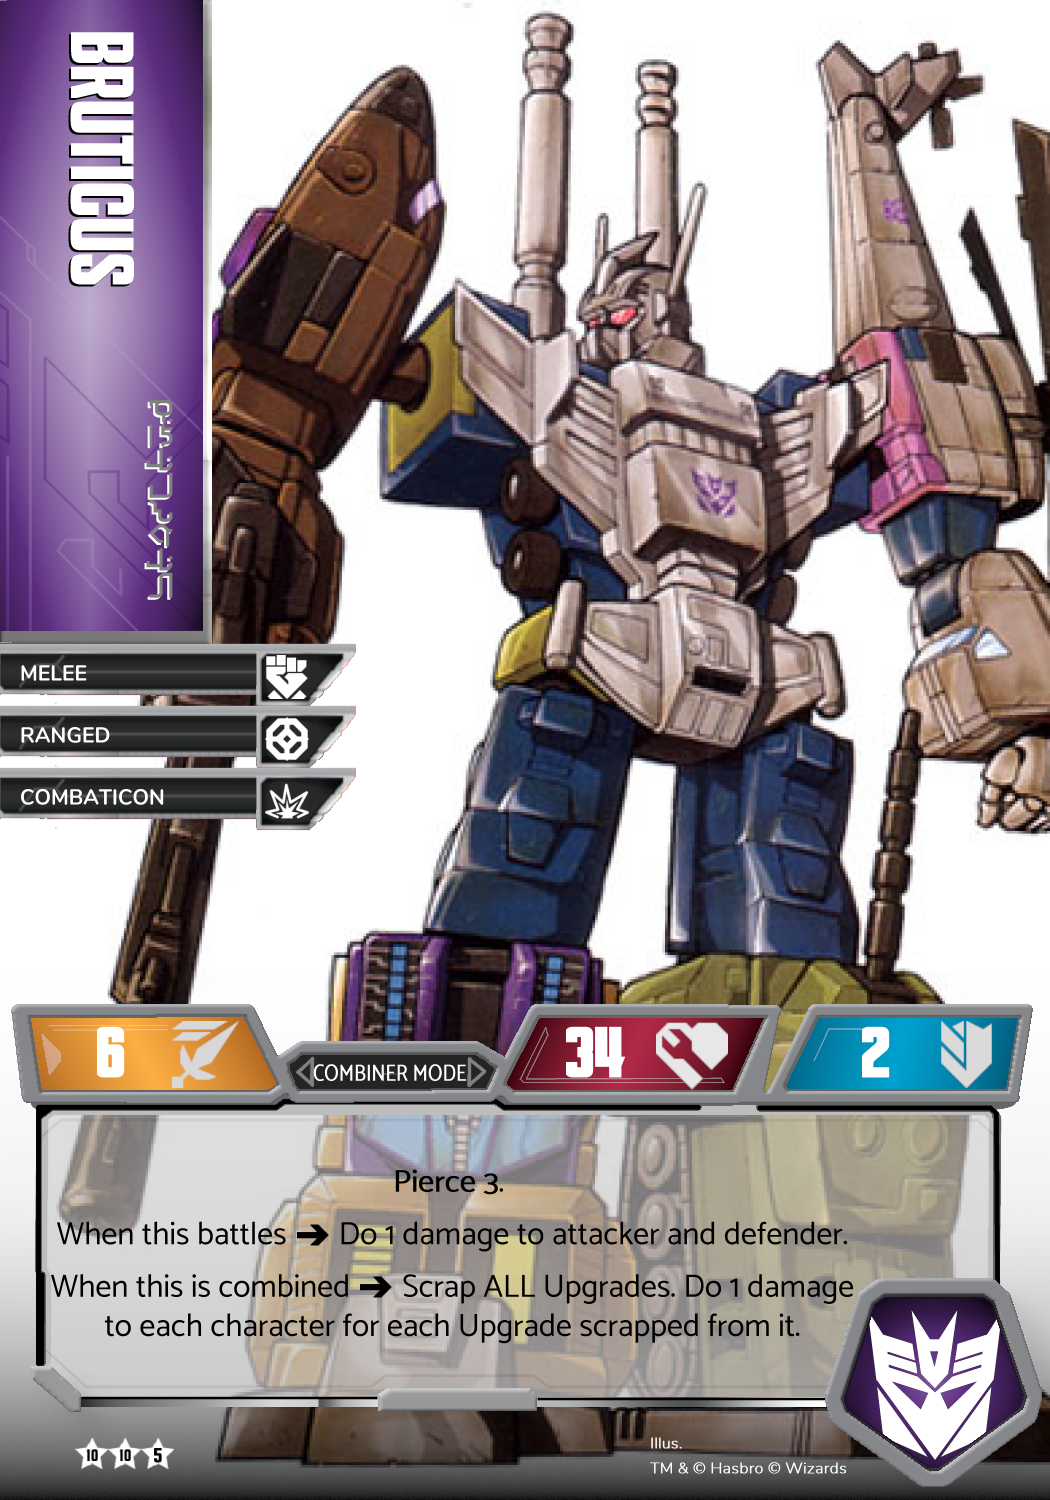 BRUTICUS
MELEE
RANGED
COMBATICON
6
COMBINER MODE
34
2
Pierce 3.
When this battles ➔ Do 1 damage to attacker and defender.
When this is combined ➔ Scrap ALL Upgrades. Do 1 damage
to each character for each Upgrade scrapped from it.
10 10 5
Illus.
TM & © Hasbro © Wizards